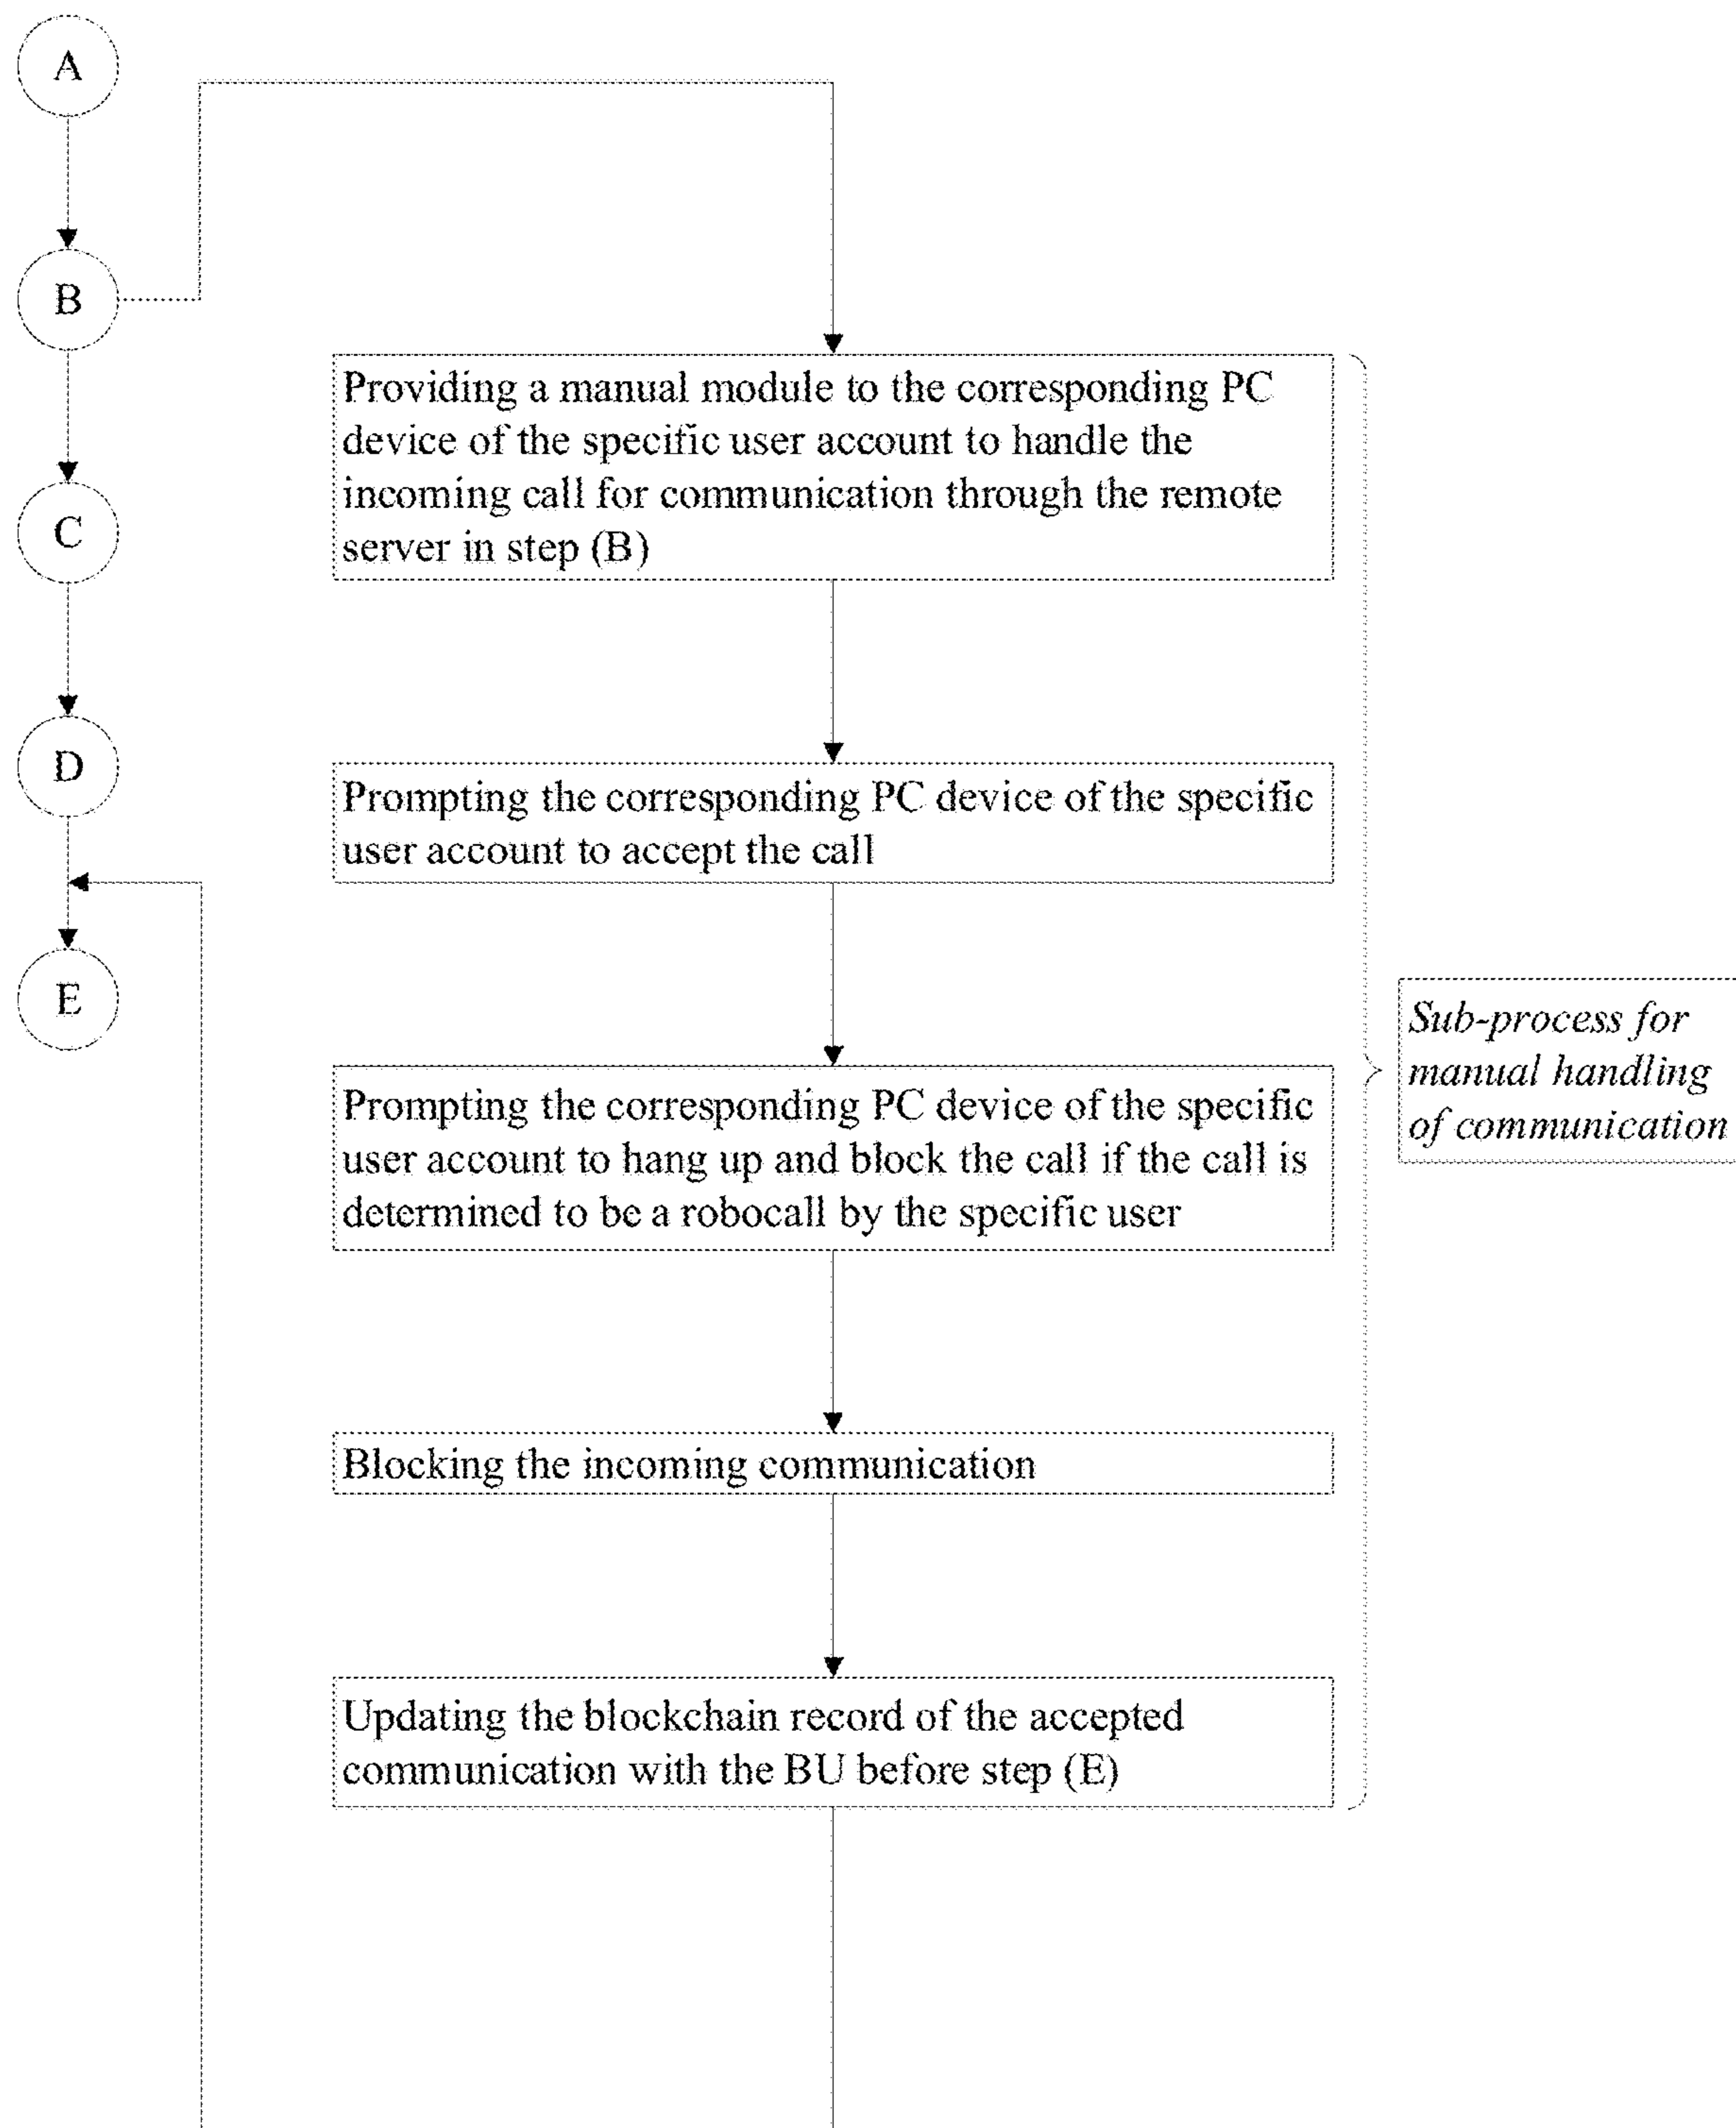 A
B
C
D
E
Providing a manual module to the corresponding PC
device of the specific user account to handle the
incoming call for communication through the remote
server in step (B)
Prompting the corresponding PC device of the specific
user account to accept the call
Prompting the corresponding PC device of the specific
user account to hang up and block the call if the call is
determined to be a robocall by the specific user
Blocking the incoming communication
Updating the blockchain record of the accepted
communication with the BU before step (E)
Sub-process for
manual handling
of communication